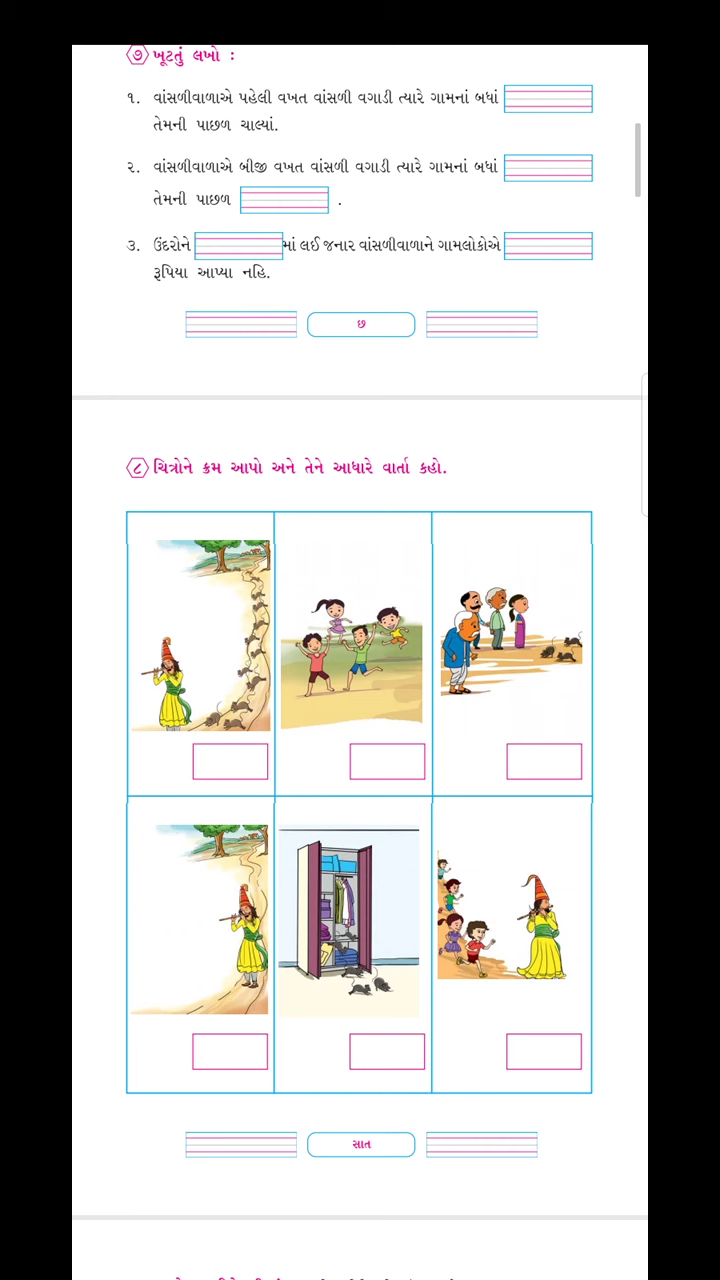 ૭ ખૂટતું લખો :
૧. વાંસળીવાળાએ પહેલી વખત વાંસળી વગાડી ત્યારે ગામનાં બધાં
તેમની પાછળ ચાલ્યાં.
૨. વાંસળીવાળાએ બીજી વખત વાંસળી વગાડી ત્યારે ગામનાં બધાં
તેમની પાછળ .
૩. ઉંદરોને માં લઈ જનાર વાંસળીવાળાને ગામલોકોએ
રૂપિયા આપ્યા નહિ.
છ
૮ ચિત્રોને ક્રમ આપો અને તેને આધારે વાર્તા કહો.
સાત